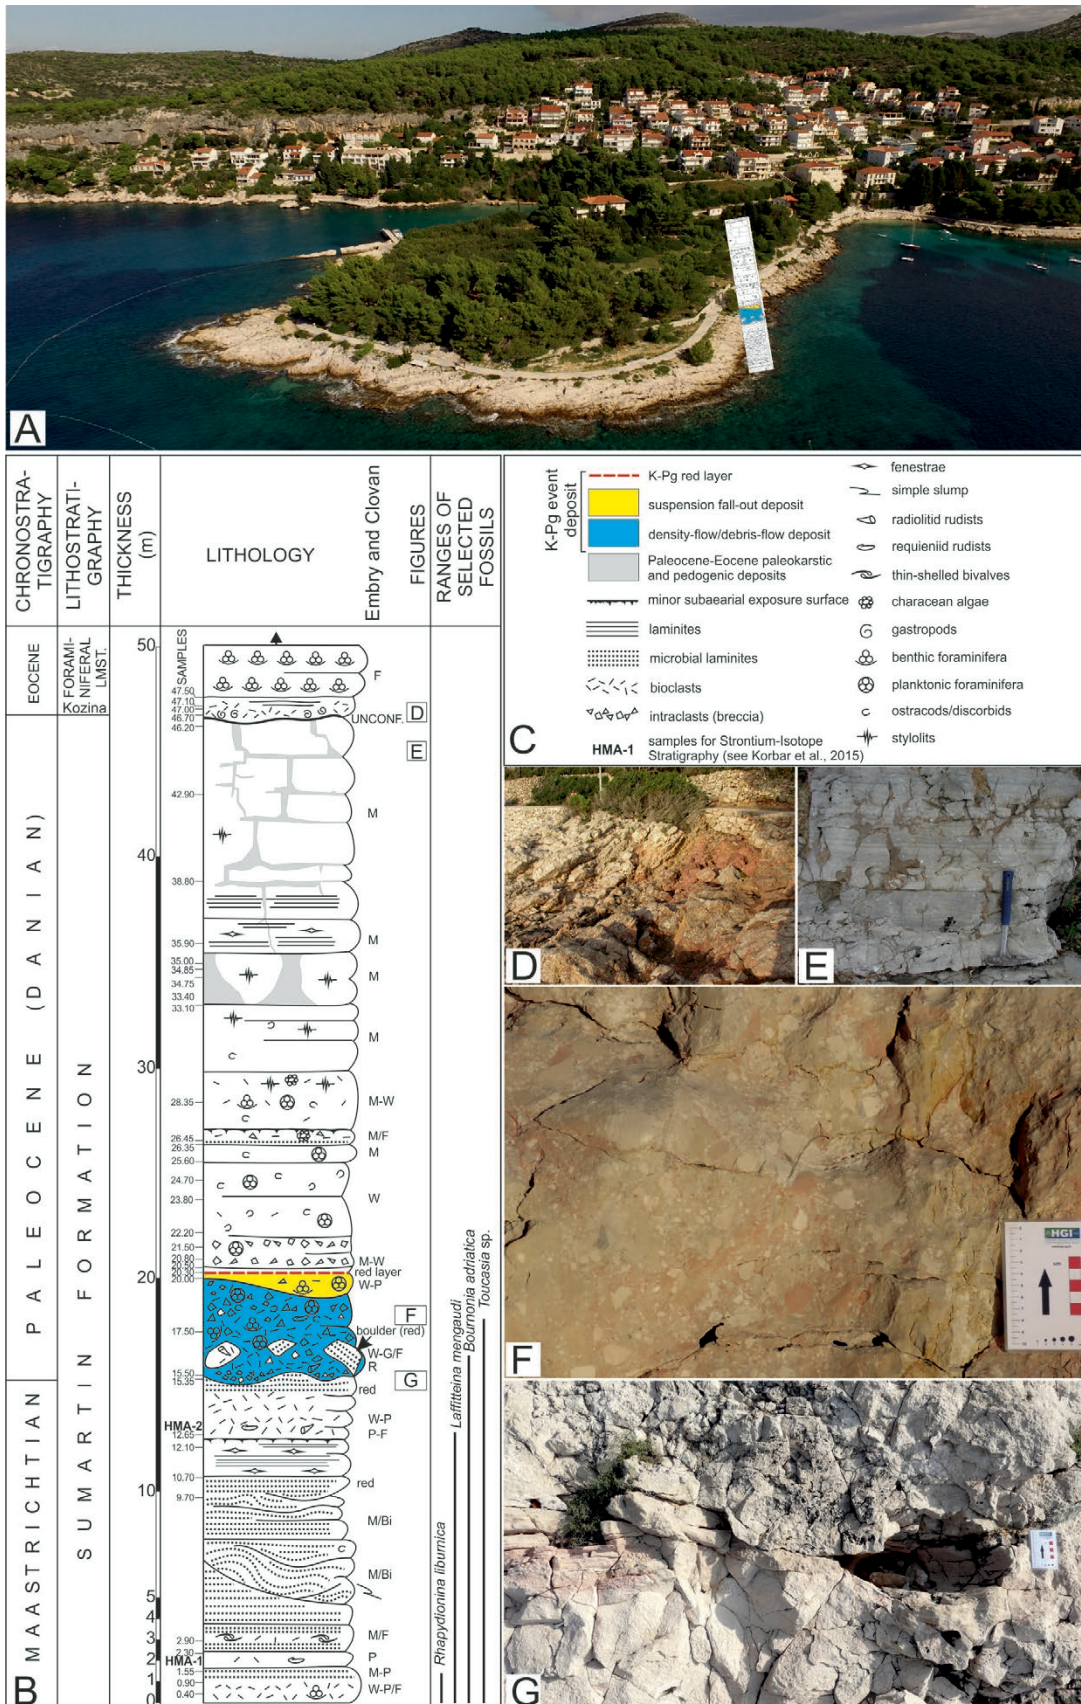 A
CHRONOSTRA-
TIGRAPHY
LITHOSTRATI-
GRAPHY
THICKNESS
(m)
LITHOLOGY
Embry and Clovan
FIGURES
RANGES OF
SELECTED
FOSSILS
EOCENE
FORAMI-
NIFERAL
LMST.
Kozina
PALEOCENE (DANIAN)
MAASTRICHTIAN
SUMARTIN FORMATION
50
40
30
20
10
5
4
3
2
1
0
SAMPLES
47.50
47.10
47.00
46.70
46.20
42.90
38.80
35.90
35.00
34.85
34.75
33.40
33.10
28.35
26.45
26.35
25.60
24.70
23.80
22.20
21.50
20.80
20.50
20.30
20.00
17.50
15.50
15.35
HMA-2
12.65
12.10
10.70
9.70
2.90
2.30
HMA-1
1.55
0.90
0.40
F
UNCONF.
D
E
M
M
M
M
M-W
M/F
M
W
M-W
red layer
W-P
F
boulder (red)
W-G/F
R
G
red
W-P
P-F
red
M/Bi
M/Bi
M/F
P
M-P
W-P/F
Rhapydionina liburnica
Laffitteina mengaudi
Bournonia adriatica
Toucasia sp.
B
K-Pg event
deposit
K-Pg red layer
suspension fall-out deposit
density-flow/debris-flow deposit
Paleocene-Eocene paleokarstic
and pedogenic deposits
minor subaearial exposure surface
laminites
microbial laminites
bioclasts
intraclasts (breccia)
HMA-1
samples for Strontium-Isotope
Stratigraphy (see Korbar et al., 2015)
fenestrae
simple slump
radiolitid rudists
requieniid rudists
thin-shelled bivalves
characean algae
gastropods
benthic foraminifera
planktonic foraminifera
ostracods/discorbids
stylolits
C
D
E
HGI
cm
F
G